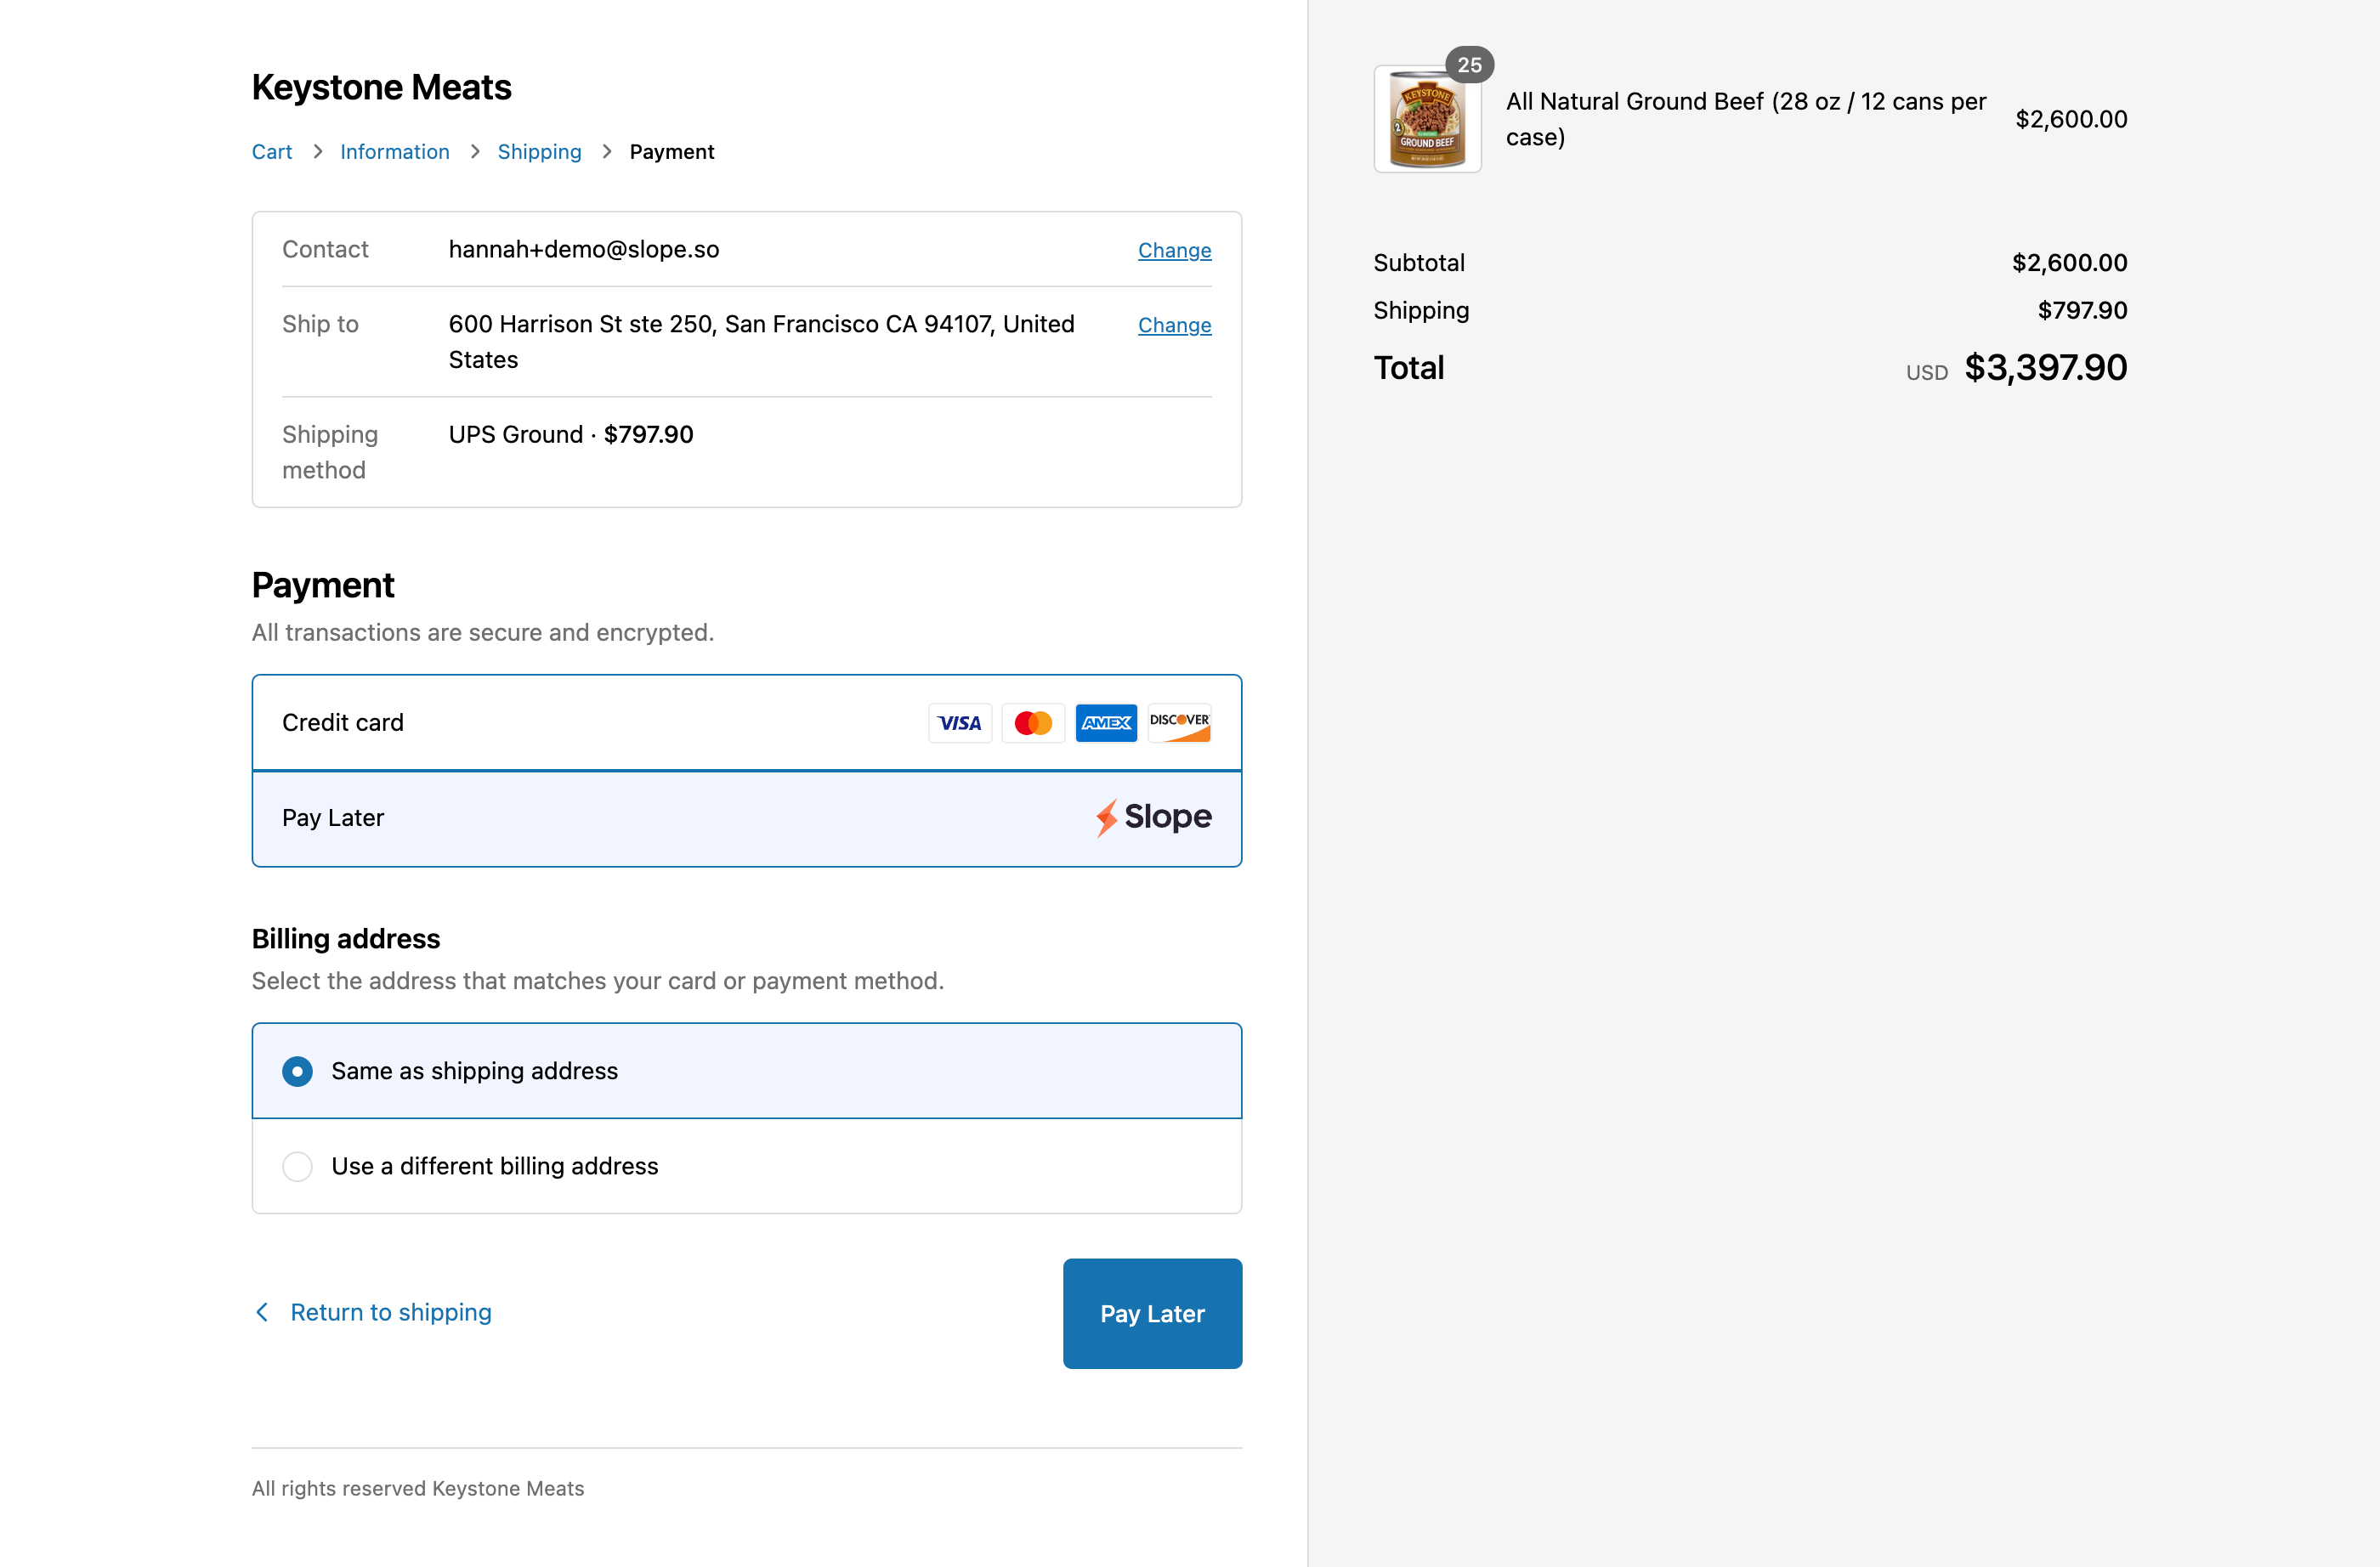 Keystone Meats
Cart > Information > Shipping > Payment
Contact hannah+demo@slope.so Change
Ship to 600 Harrison St ste 250, San Francisco CA 94107, United Change
States
Shipping UPS Ground · $797.90
method
Payment
All transactions are secure and encrypted.
Credit card VISA AMEX DISCOVER
Pay Later Slope
Billing address
Select the address that matches your card or payment method.
Same as shipping address
Use a different billing address
Return to shipping Pay Later
All rights reserved Keystone Meats
25
KEYSTONE
GROUND BEEF
All Natural Ground Beef (28 oz / 12 cans per $2,600.00
case)
Subtotal $2,600.00
Shipping $797.90
Total USD $3,397.90